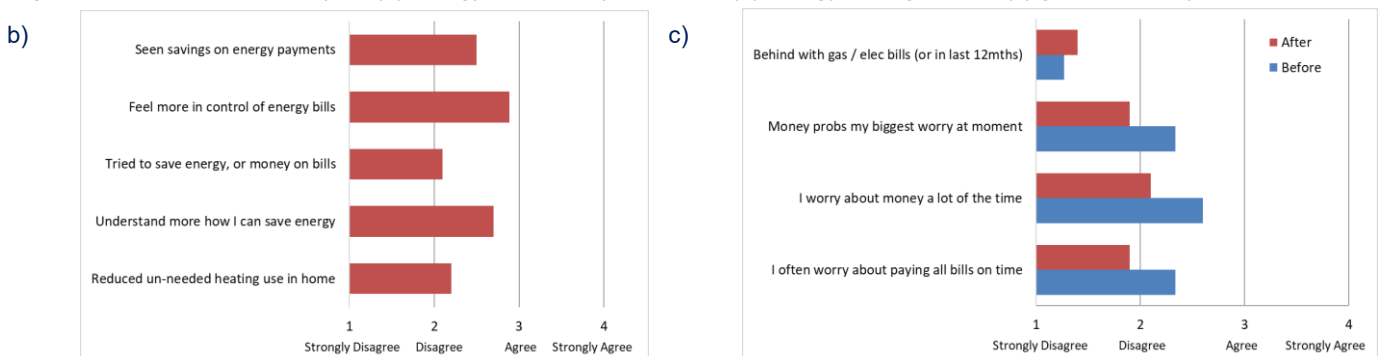 b)
Seen savings on energy payments
Feel more in control of energy bills
Tried to save energy, or money on bills
Understand more how I can save energy
Reduced un-needed heating use in home
1 2 3 4
Strongly Disagree Disagree Agree Strongly Agree
c)
Behind with gas / elec bills (or in last 12mths)
Money probs my biggest worry at moment
I worry about money a lot of the time
I often worry about paying all bills on time
After
Before
1 2 3 4
Strongly Disagree Disagree Agree Strongly Agree